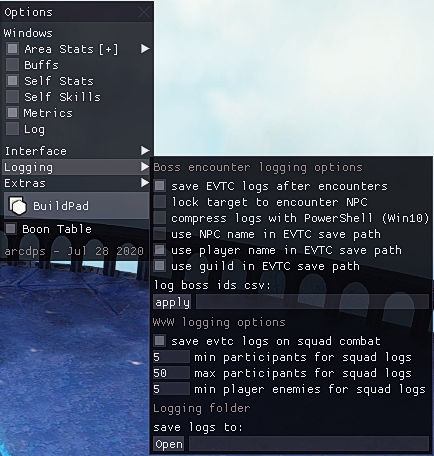 Options
Windows
Area Stats [+]
Buffs
Self Stats
Self Skills
Metrics
Log
Interface
Logging
Extras
BuildPad
Boon Table
arcdps - Jul 28 2020
Boss encounter logging options
save EVTC logs after encounters
lock target to encounter NPC
compress logs with PowerShell (Win10)
use NPC name in EVTC save path
use player name in EVTC save path
use guild in EVTC save path
log boss ids csv:
apply
WvW logging options
save evtc logs on squad combat
5 min participants for squad logs
50 max participants for squad logs
5 min player enemies for squad logs
Logging folder
save logs to:
Open